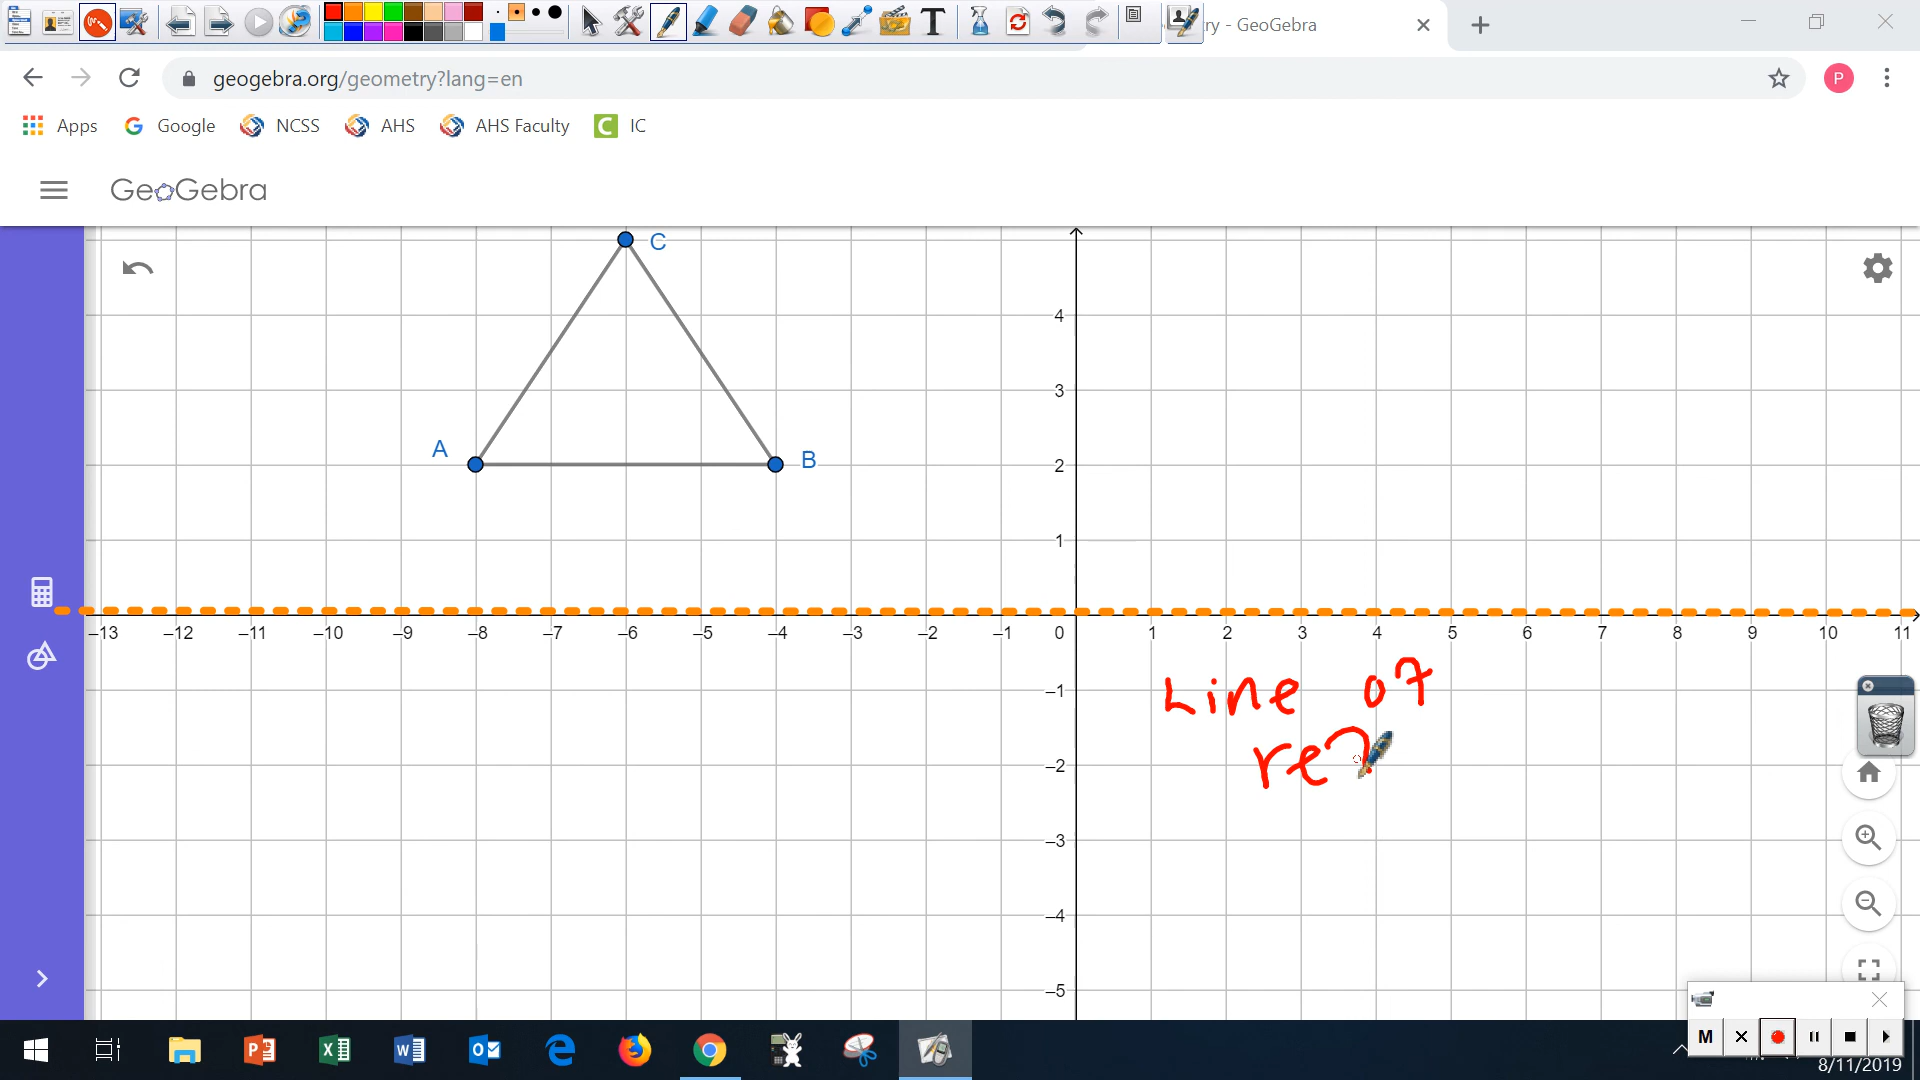 ry - GeoGebra
geogebra.org/geometry?lang=en
P
Apps
Google
NCSS
AHS
AHS Faculty
C
IC
GeoGebra
C
A
B
4
3
2
1
–13
–12
–11
–10
–9
–8
–7
–6
–5
–4
–3
–2
–1
0
1
2
3
4
5
6
7
8
9
10
11
–1
–2
–3
–4
–5
Line of
ref
M
8/11/2019